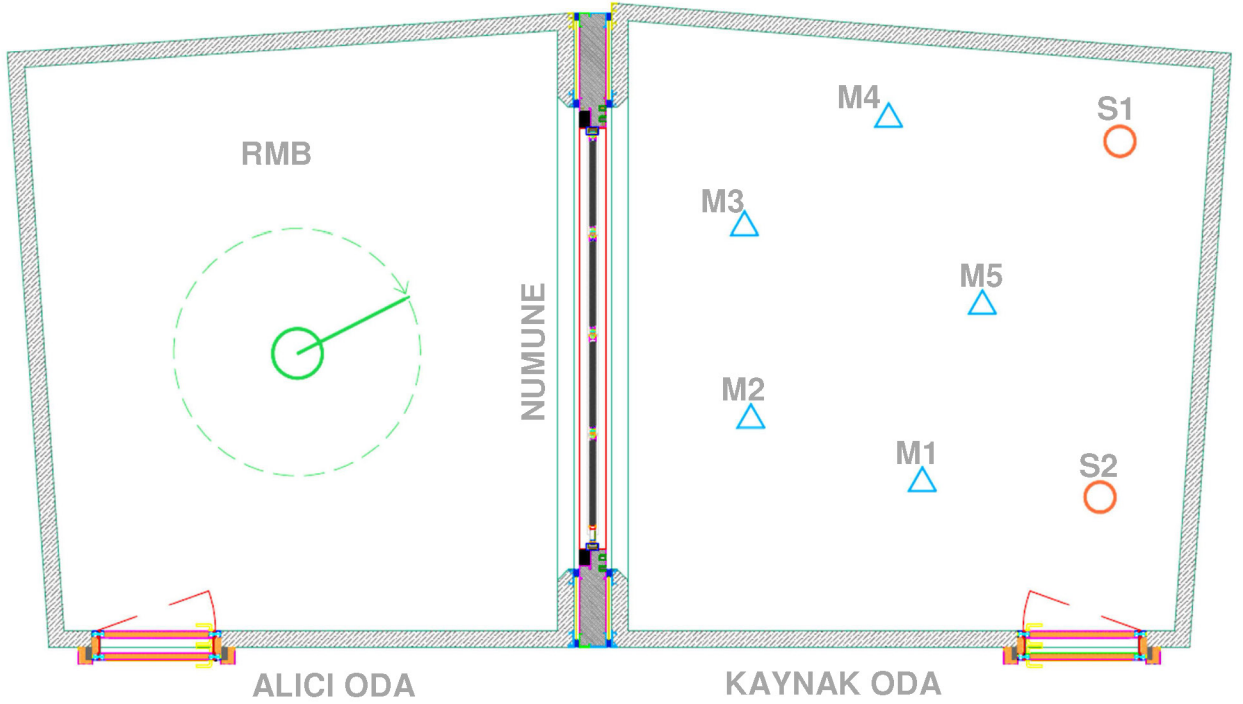 M4
S1
RMB
M3
M5
NUMUNE
M2
M1
S2
ALICI ODA
KAYNAK ODA